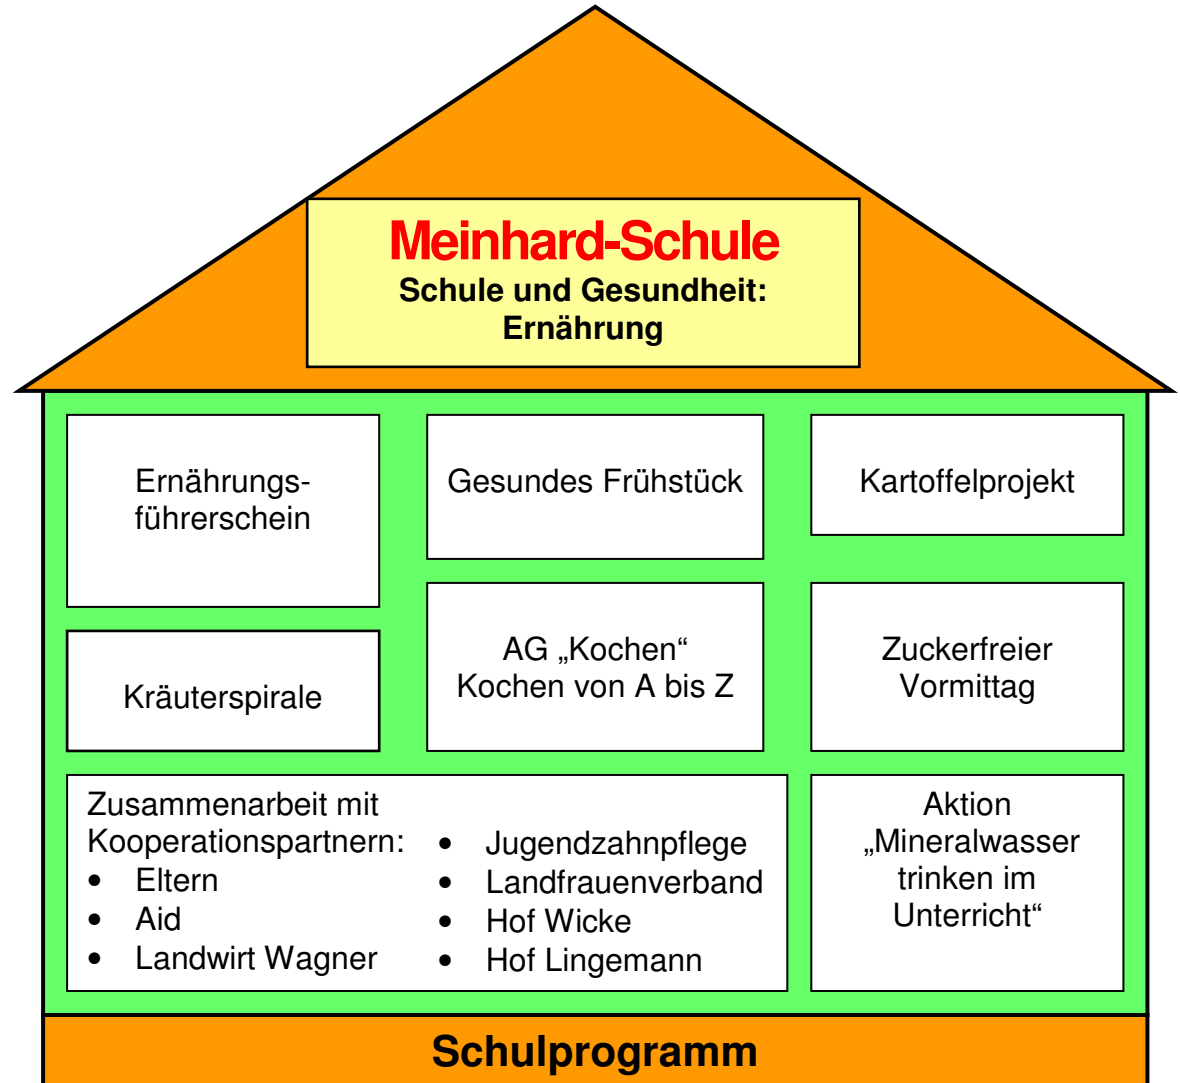 Meinhard-Schule
Schule und Gesundheit:
Ernährung
Ernährungs-
führerschein
Gesundes Frühstück
Kartoffelprojekt
Kräuterspirale
AG „Kochen“
Kochen von A bis Z
Zuckerfreier
Vormittag
Zusammenarbeit mit
Kooperationspartnern:
• Eltern
• Aid
• Landwirt Wagner
• Jugendzahnpflege
• Landfrauenverband
• Hof Wicke
• Hof Lingemann
Aktion
„Mineralwasser
trinken im
Unterricht“
Schulprogramm